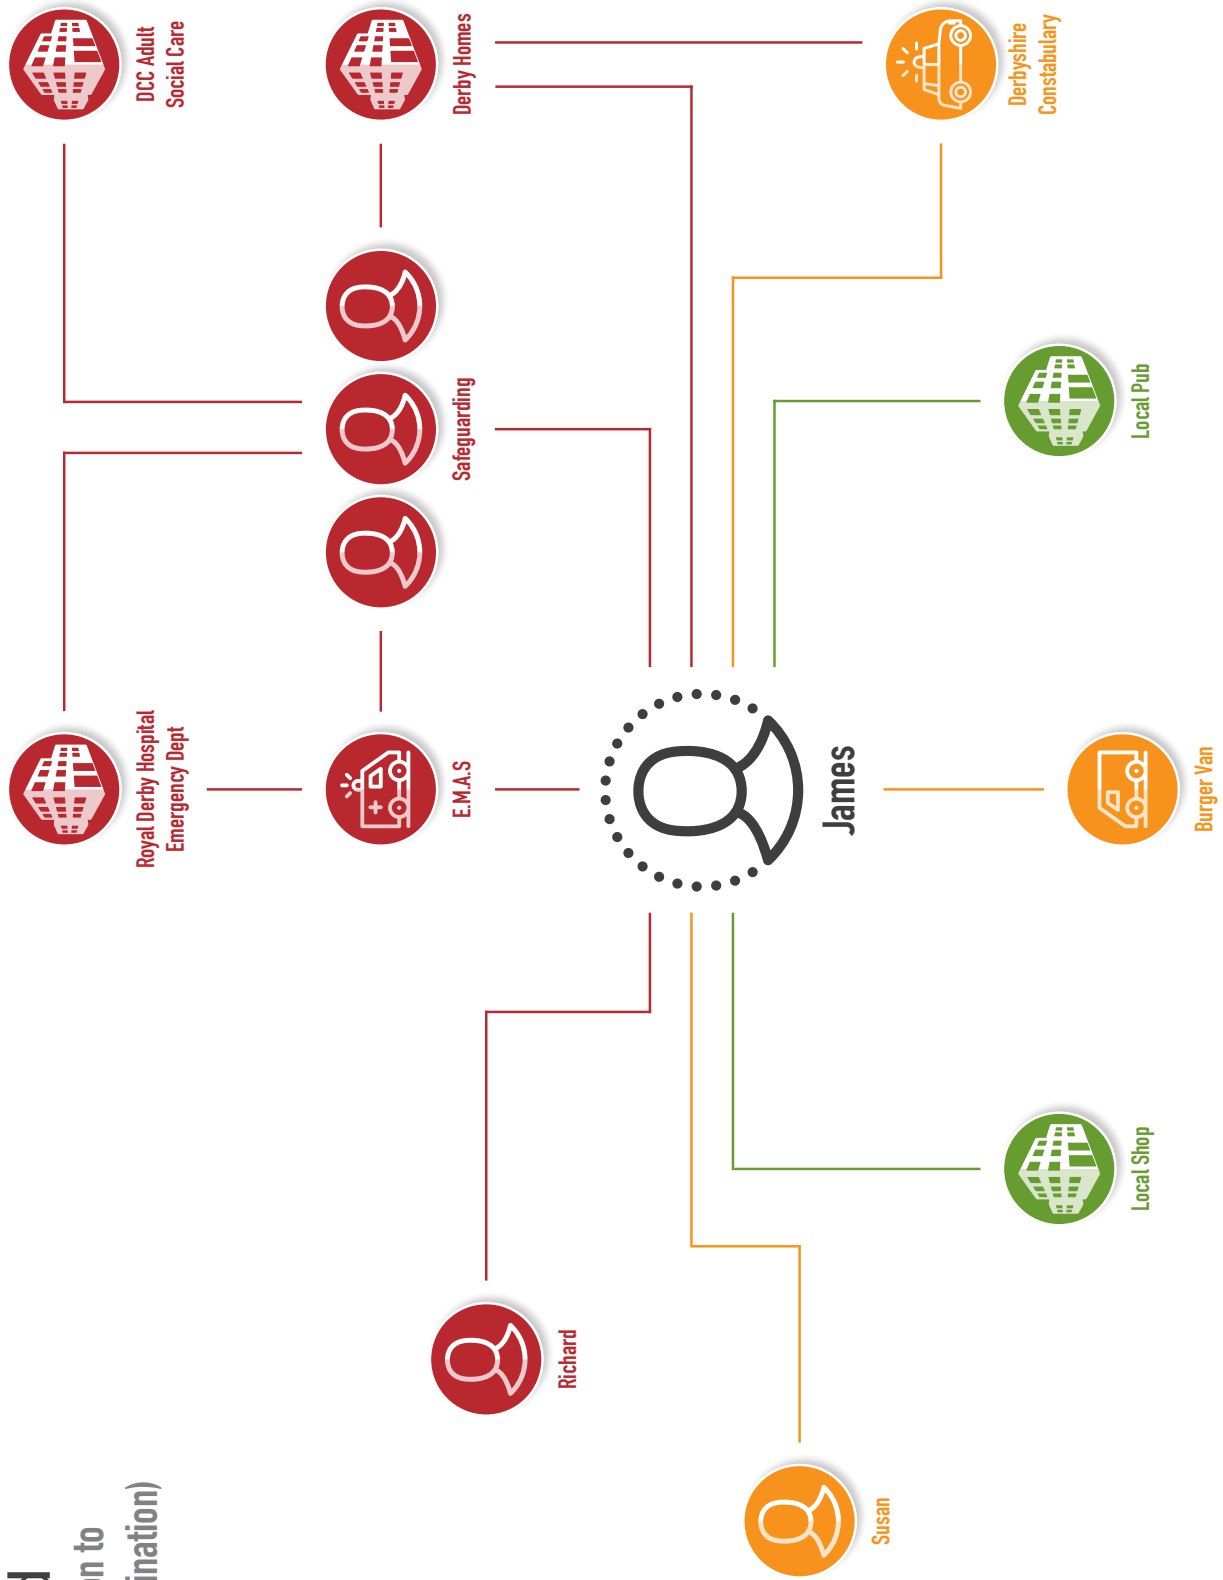 on to
ination)
Royal Derby Hospital
Emergency Dept
DCC Adult
Social Care
E.M.A.S
Safeguarding
Derby Homes
Richard
James
Susan
Derbyshire
Constabulary
Local Shop
Burger Van
Local Pub